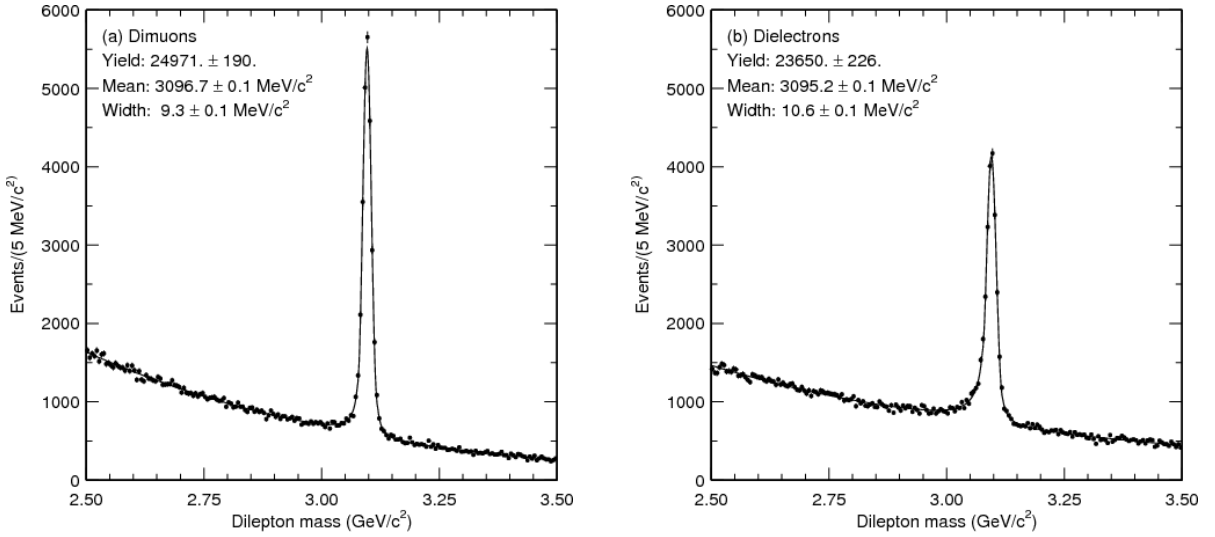 6000
5000
4000
3000
2000
1000
0
Events/(5 MeV/c²)
(a) Dimuons
Yield: 24971. ± 190.
Mean: 3096.7 ± 0.1 MeV/c²
Width: 9.3 ± 0.1 MeV/c²
2.50 2.75 3.00 3.25 3.50
Dilepton mass (GeV/c²)
6000
5000
4000
3000
2000
1000
0
Events/(5 MeV/c²)
(b) Dielectrons
Yield: 23650. ± 226.
Mean: 3095.2 ± 0.1 MeV/c²
Width: 10.6 ± 0.1 MeV/c²
2.50 2.75 3.00 3.25 3.50
Dilepton mass (GeV/c²)